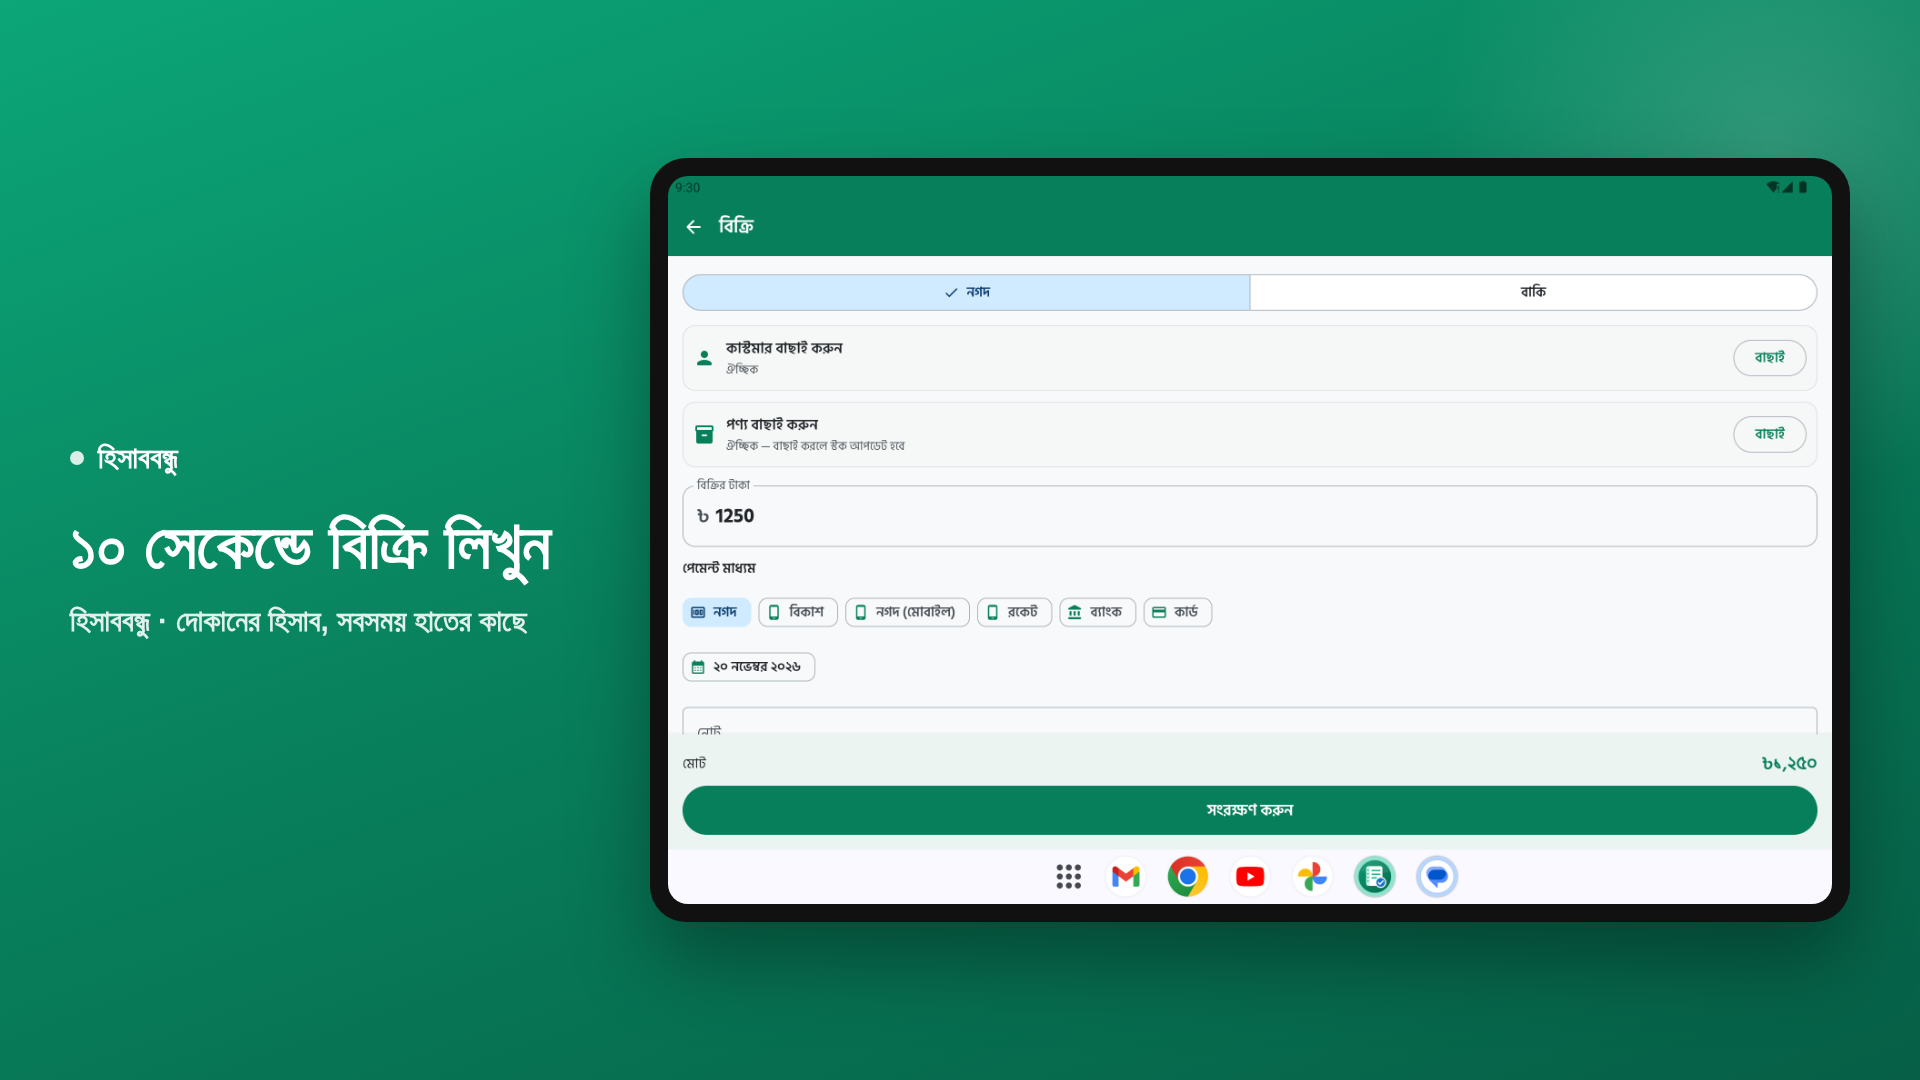 হিসাববন্ধু
১০ সেকেন্ডে বিক্রি লিখুন
হিসাববন্ধু · দোকানের হিসাব, সবসময় হাতের কাছে
9:30
বিক্রি
নগদ
বাকি
কাস্টমার বাছাই করুন
ঐচ্ছিক
বাছাই
পণ্য বাছাই করুন
ঐচ্ছিক — বাছাই করলে স্টক আপডেট হবে
বাছাই
বিক্রির টাকা
৳ 1250
পেমেন্ট মাধ্যম
নগদ বিকাশ নগদ (মোবাইল) রকেট ব্যাংক কার্ড
২০ নভেম্বর ২০২৬
নোট
মোট ৳১,২৫০
সংরক্ষণ করুন